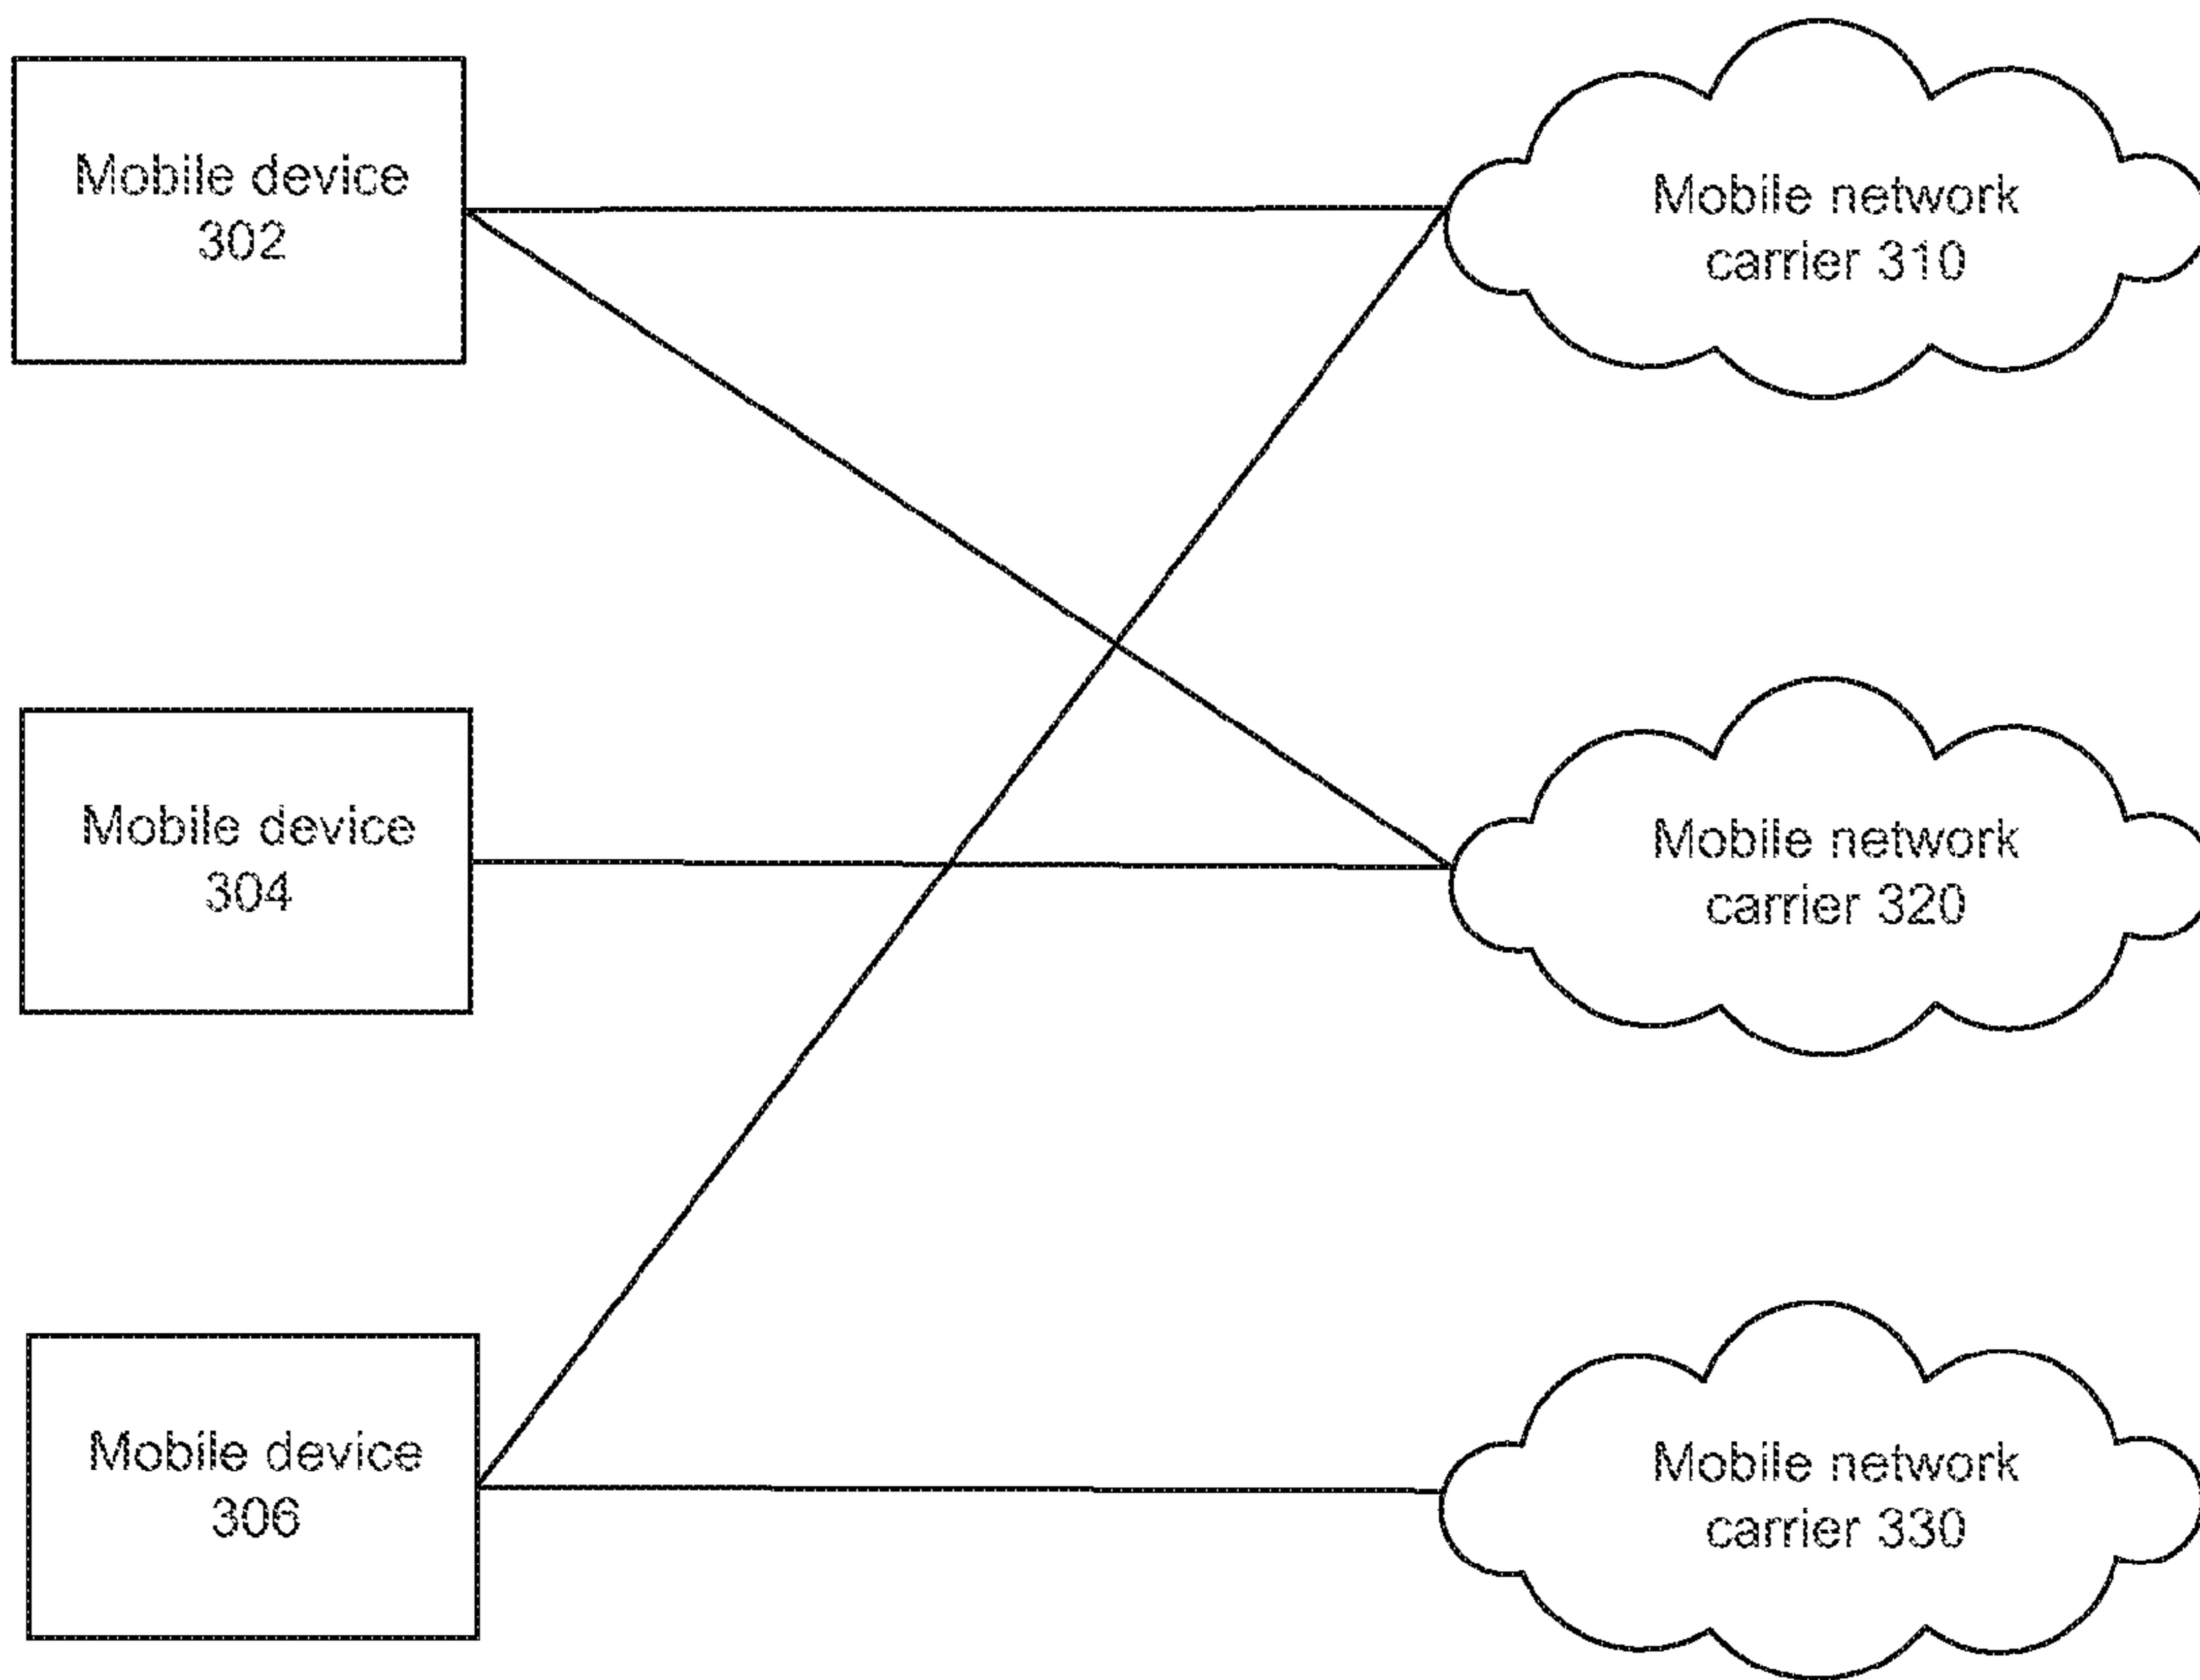 Mobile device
302
Mobile network
carrier 310
Mobile device
304
Mobile network
carrier 320
Mobile device
306
Mobile network
carrier 330